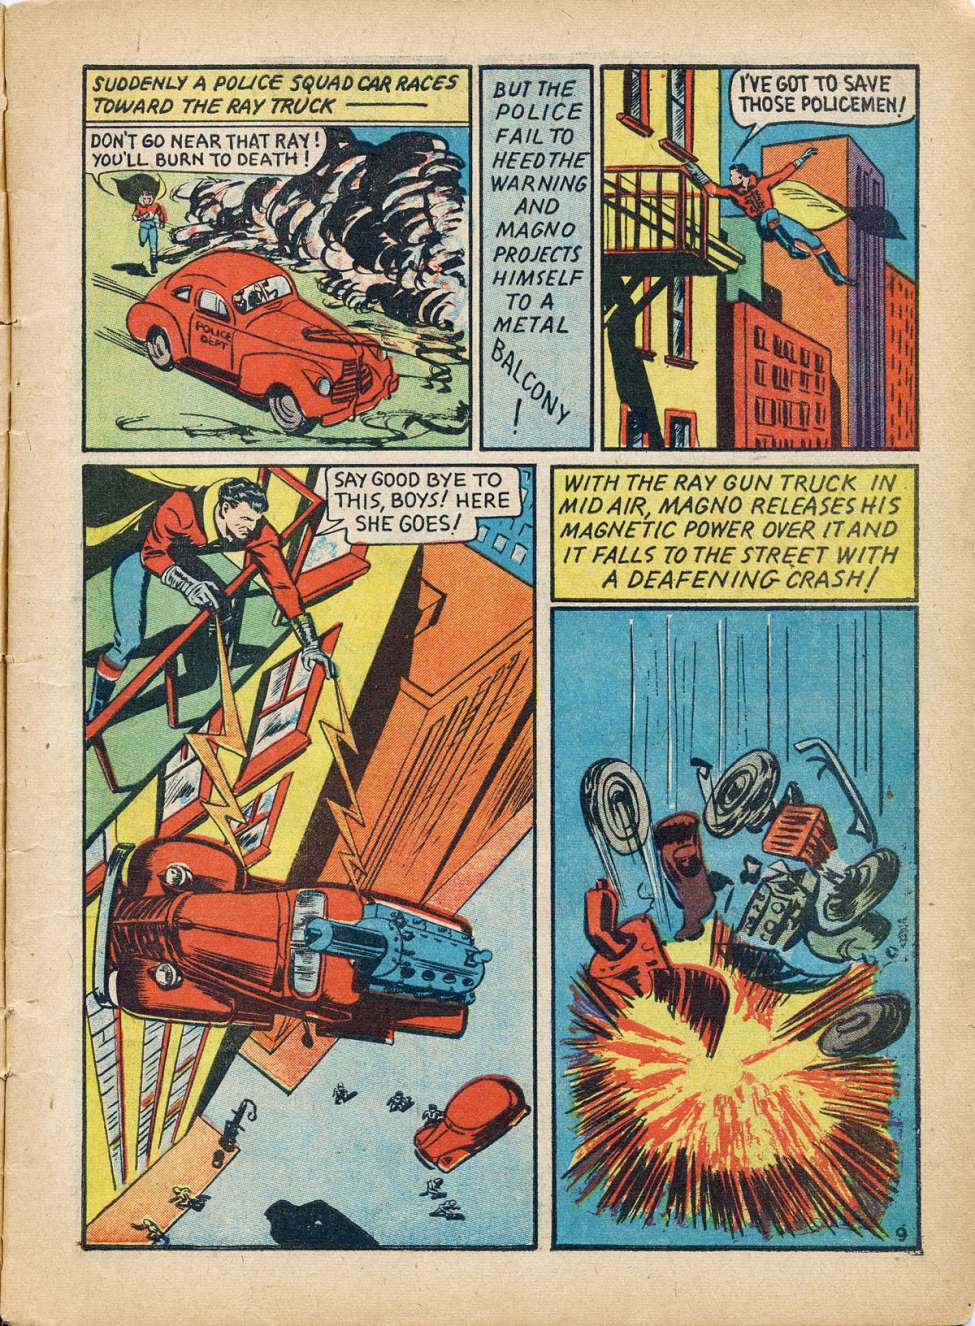 SUDDENLY A POLICE SQUAD CAR RACES
TOWARD THE RAY TRUCK ———
DON'T GO NEAR THAT RAY!
YOU'LL BURN TO DEATH!
POLICE
DEPT
BUT THE
POLICE
FAIL TO
HEED THE
WARNING
AND
MAGNO
PROJECTS
HIMSELF
TO A
METAL
BALCONY
!
I'VE GOT TO SAVE
THOSE POLICEMEN!
SAY GOOD BYE TO
THIS, BOYS! HERE
SHE GOES!
WITH THE RAY GUN TRUCK IN
MID AIR, MAGNO RELEASES HIS
MAGNETIC POWER OVER IT AND
IT FALLS TO THE STREET WITH
A DEAFENING CRASH!
9